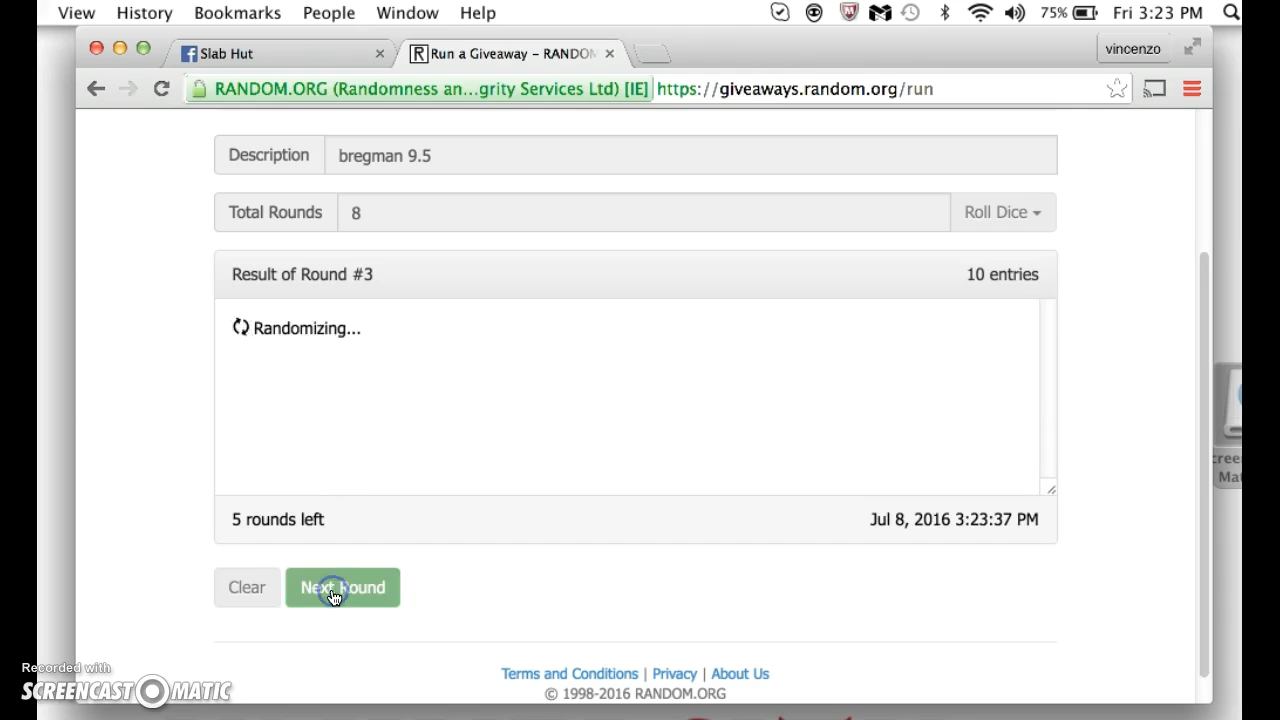 View History Bookmarks People Window Help 75% Fri 3:23 PM
Slab Hut Run a Giveaway – RANDOM vincenzo
RANDOM.ORG (Randomness an...grity Services Ltd) [IE] https://giveaways.random.org/run
Description bregman 9.5
Total Rounds 8 Roll Dice
Result of Round #3 10 entries
Randomizing...
5 rounds left Jul 8, 2016 3:23:37 PM
Clear Next Round
Terms and Conditions | Privacy | About Us
© 1998-2016 RANDOM.ORG
Recorded with
SCREENCAST MATIC